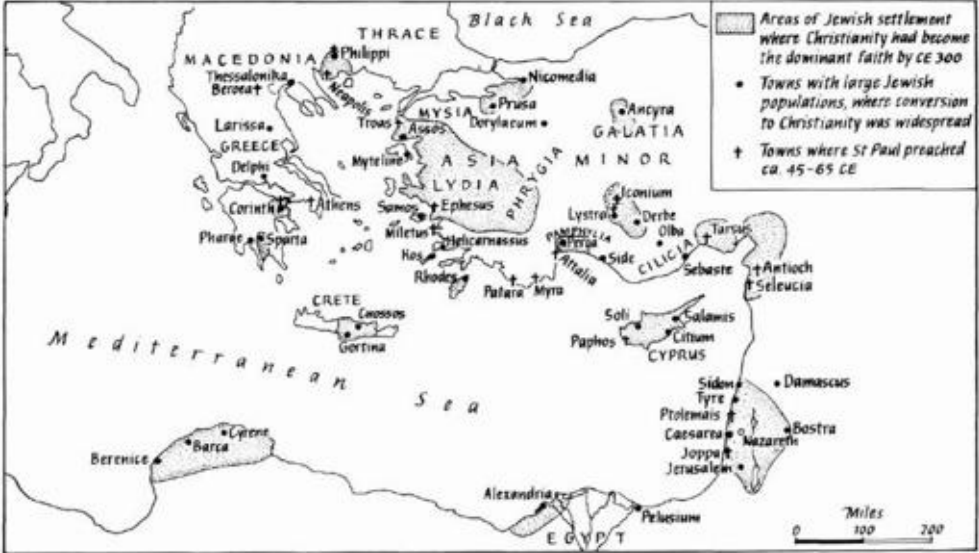 Black Sea
THRACE
MACEDONIA
Philippi
Thessalonika
Beroea
Neapolis
Nicomedia
MYSIA
Prusa
Ancyra
Troas
Dorylaeum
Assos
GALATIA
Larissa
GREECE
ASIA MINOR
Delphi
Myteline
LYDIA
PHRYGIA
Iconium
Corinth
Athens
Samos
Ephesus
Lystra
Derbe
Pharae
Sparta
Miletus
Olba
Tarsus
PAMPHYLIA
Perga
Helicarnassus
Side
CILICIA
Kos
Attalia
Sebaste
Antioch
Rhodes
Patara
Myra
Seleucia
CRETE
Cnossos
Gortina
Soli
Salamis
Paphos
Citium
CYPRUS
Mediterranean Sea
Sidon
Damascus
Tyre
Ptolemais
Caesarea
Nazareth
Bostra
Joppa
Jerusalem
Cyrene
Barca
Berenice
Alexandria
Pelusium
EGYPT
Areas of Jewish settlement
where Christianity had become
the dominant faith by CE 300
Towns with large Jewish
populations, where conversion
to Christianity was widespread
Towns where St Paul preached
ca. 45-65 CE
Miles
0 100 200